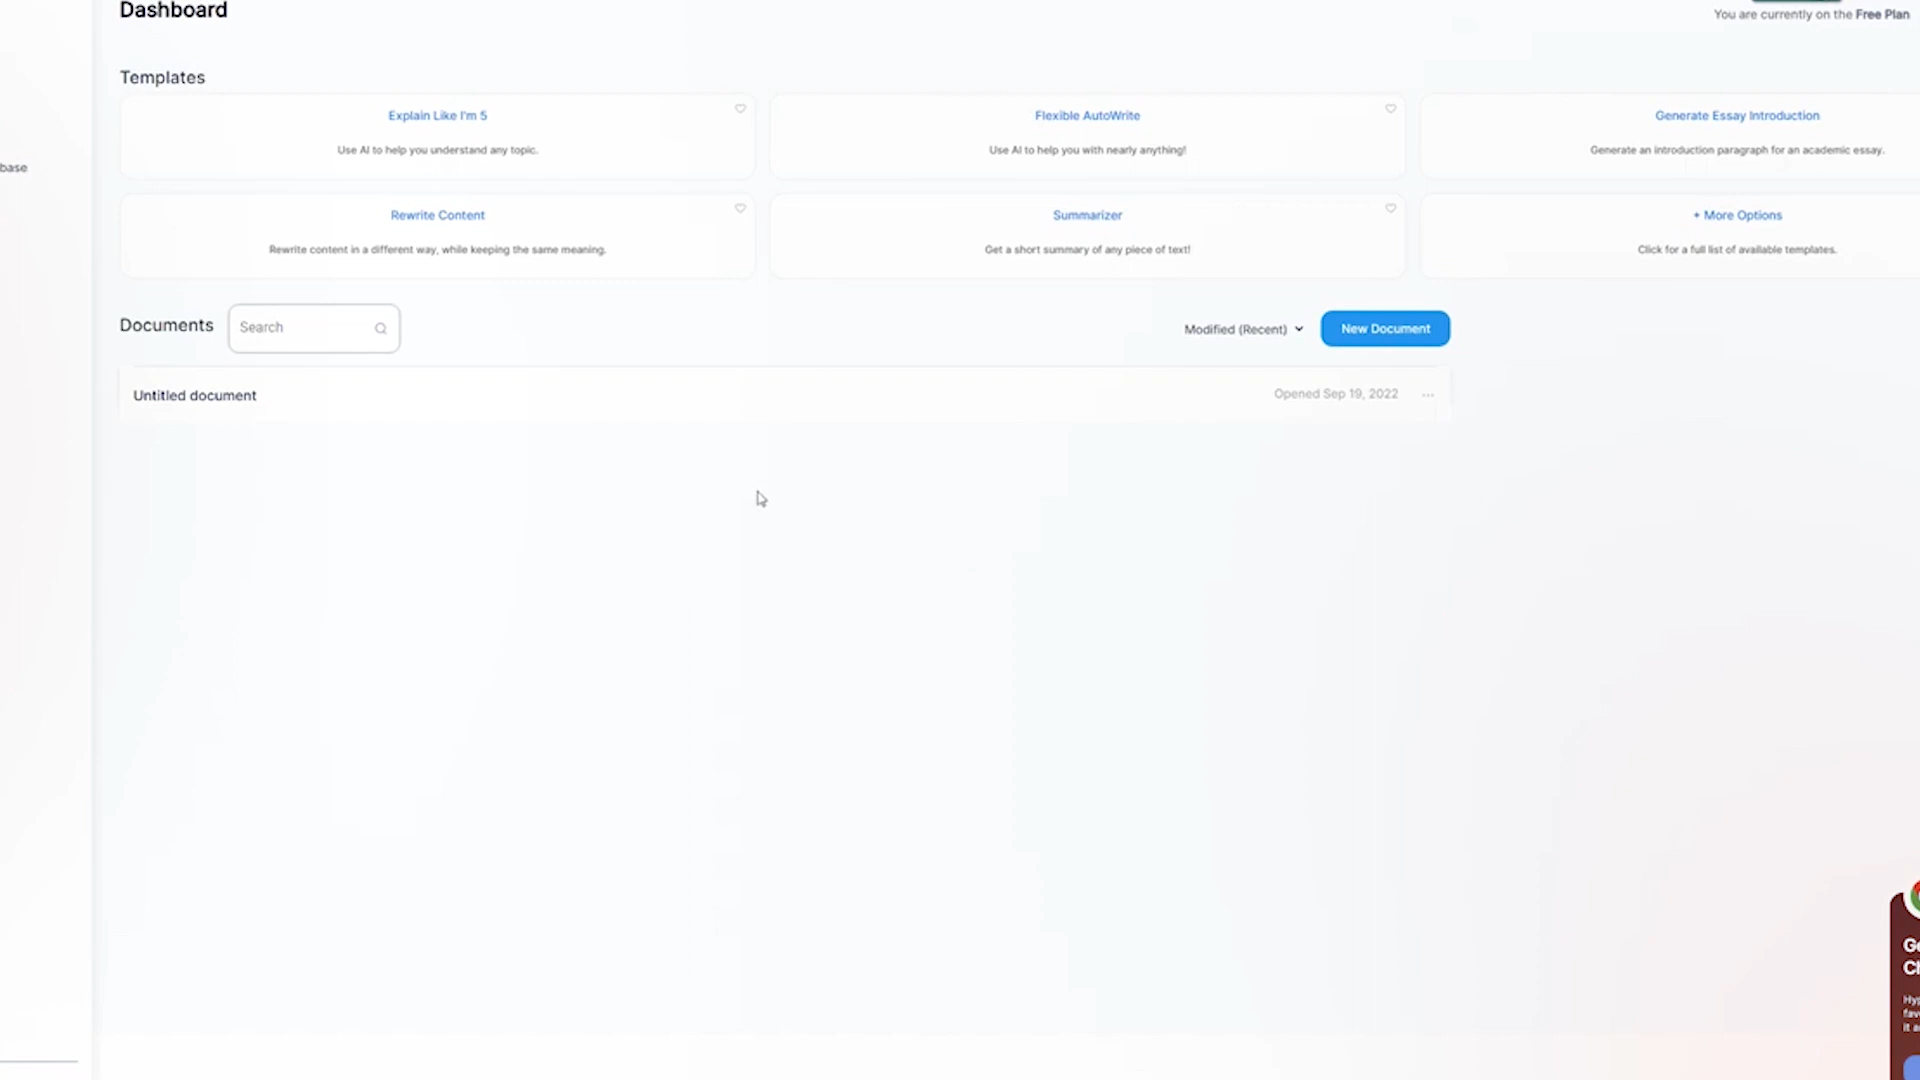 Dashboard
You are currently on the Free Plan
Templates
Explain Like I'm 5
Use AI to help you understand any topic.
Flexible AutoWrite
Use AI to help you with nearly anything!
Generate Essay Introduction
Generate an introduction paragraph for an academic essay.
base
Rewrite Content
Rewrite content in a different way, while keeping the same meaning.
Summarizer
Get a short summary of any piece of text!
+ More Options
Click for a full list of available templates.
Documents
Search
Modified (Recent)
New Document
Untitled document
Opened Sep 19, 2022